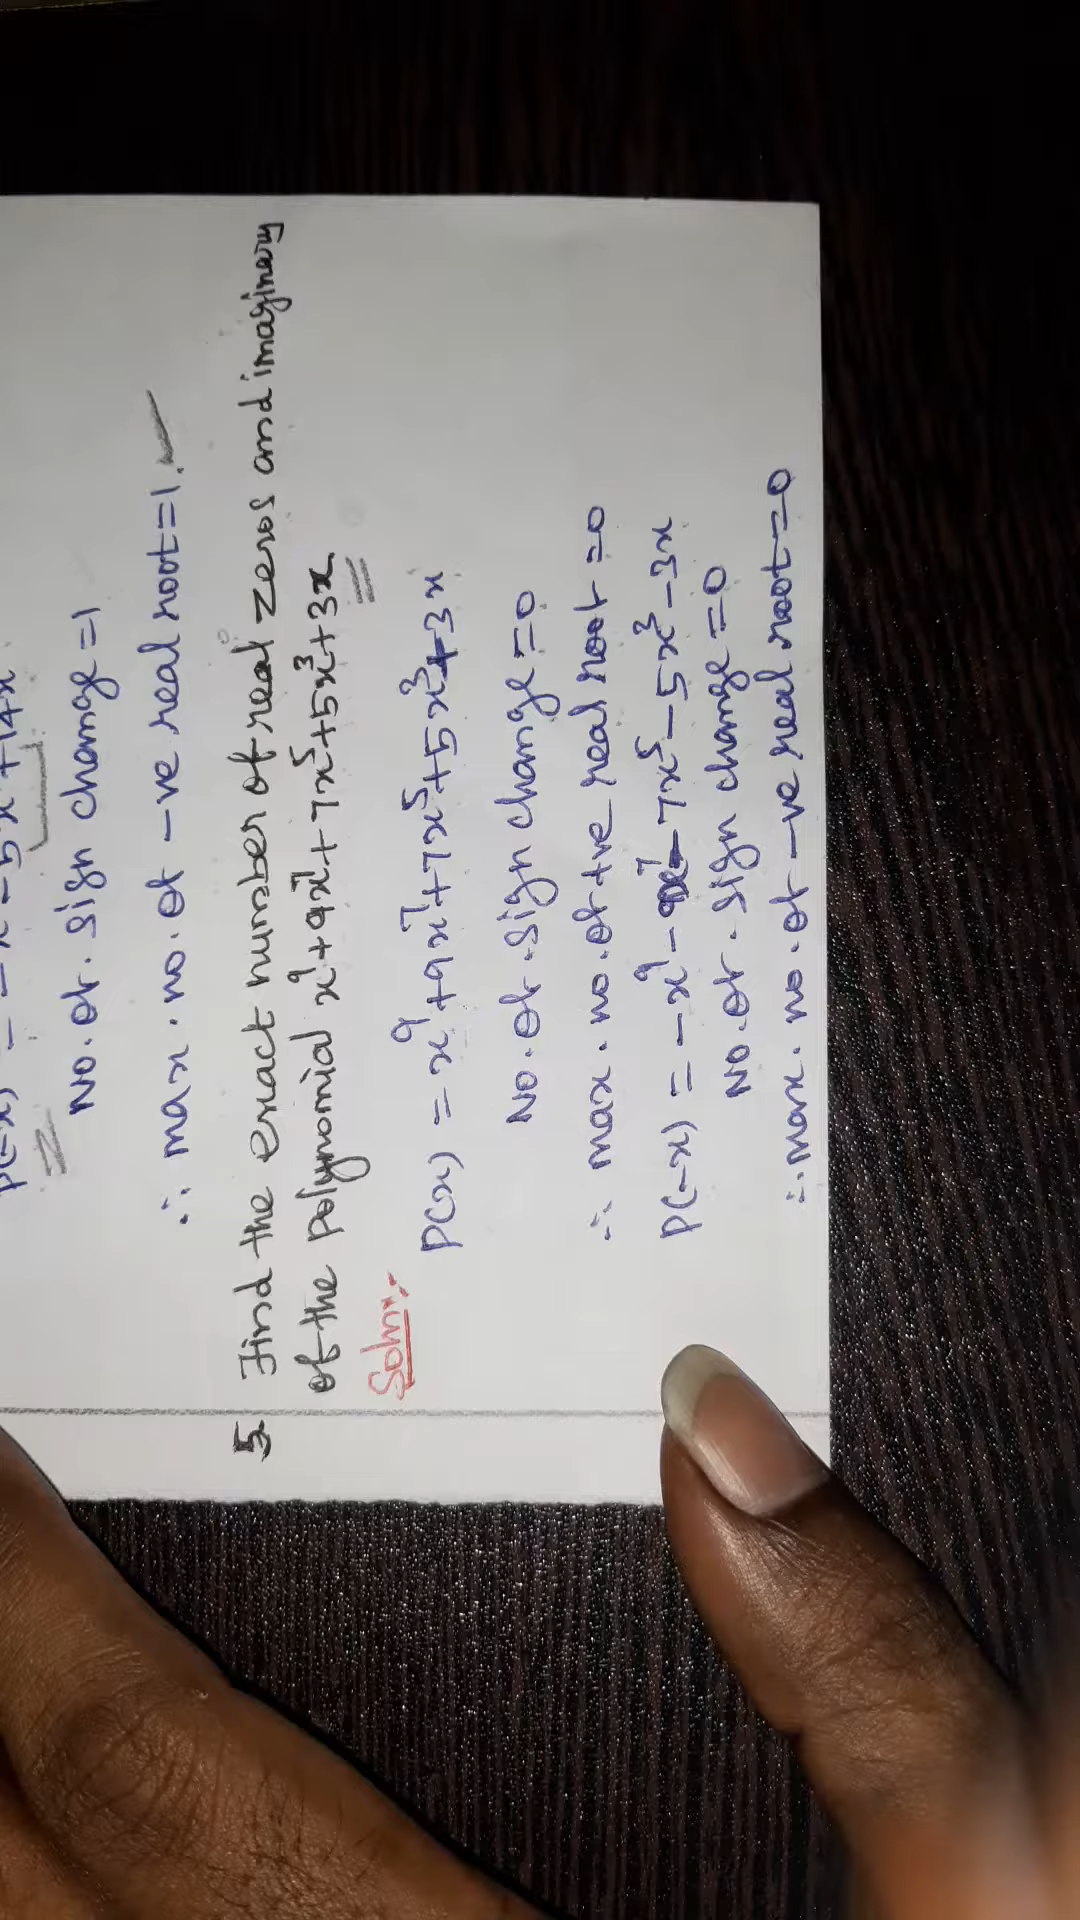 P(-x) = - x - 5x + 14x
No. of. sign change = 1
∴ max. no. of -ve real root = 1.
5. Find the exact number of real zeros and imaginary
of the polynomial x⁹+9x⁷+7x⁵+5x³+3x
Soln:-
P(x) = x⁹+9x⁷+7x⁵+5x³+3x
No. of. sign change = 0
∴ max. no. of +ve real root = 0
P(-x) = -x⁹-9x⁷-7x⁵-5x³-3x
No. of. sign change = 0
∴ max. no. of -ve real root = 0